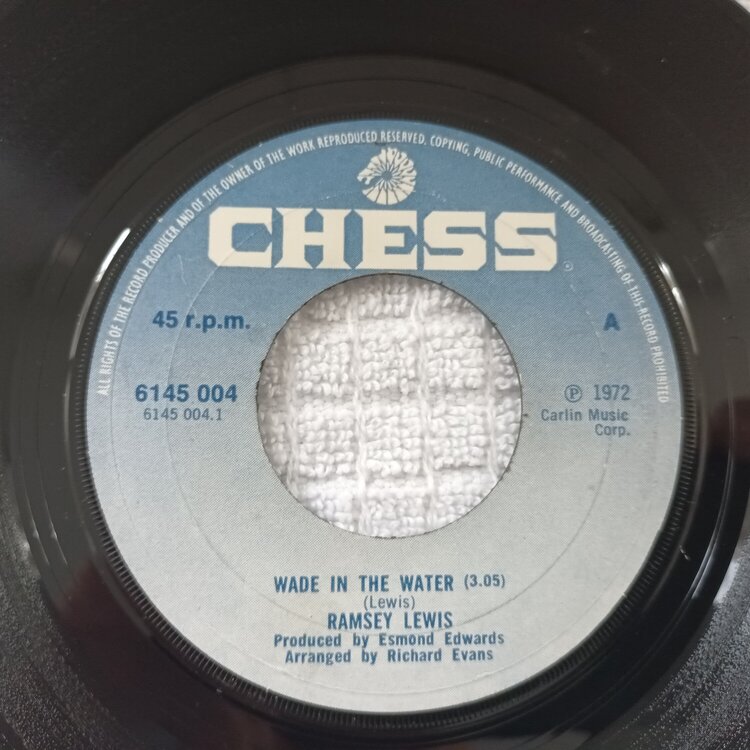 ALL RIGHTS OF THE RECORD PRODUCER AND OF THE OWNER OF THE WORK REPRODUCED RESERVED. COPYING, PUBLIC PERFORMANCE AND BROADCASTING OF THIS RECORD PROHIBITED
CHESS
45 r.p.m.
A
6145 004
6145 004.1
℗ 1972
Carlin Music
Corp.
WADE IN THE WATER (3.05)
(Lewis)
RAMSEY LEWIS
Produced by Esmond Edwards
Arranged by Richard Evans